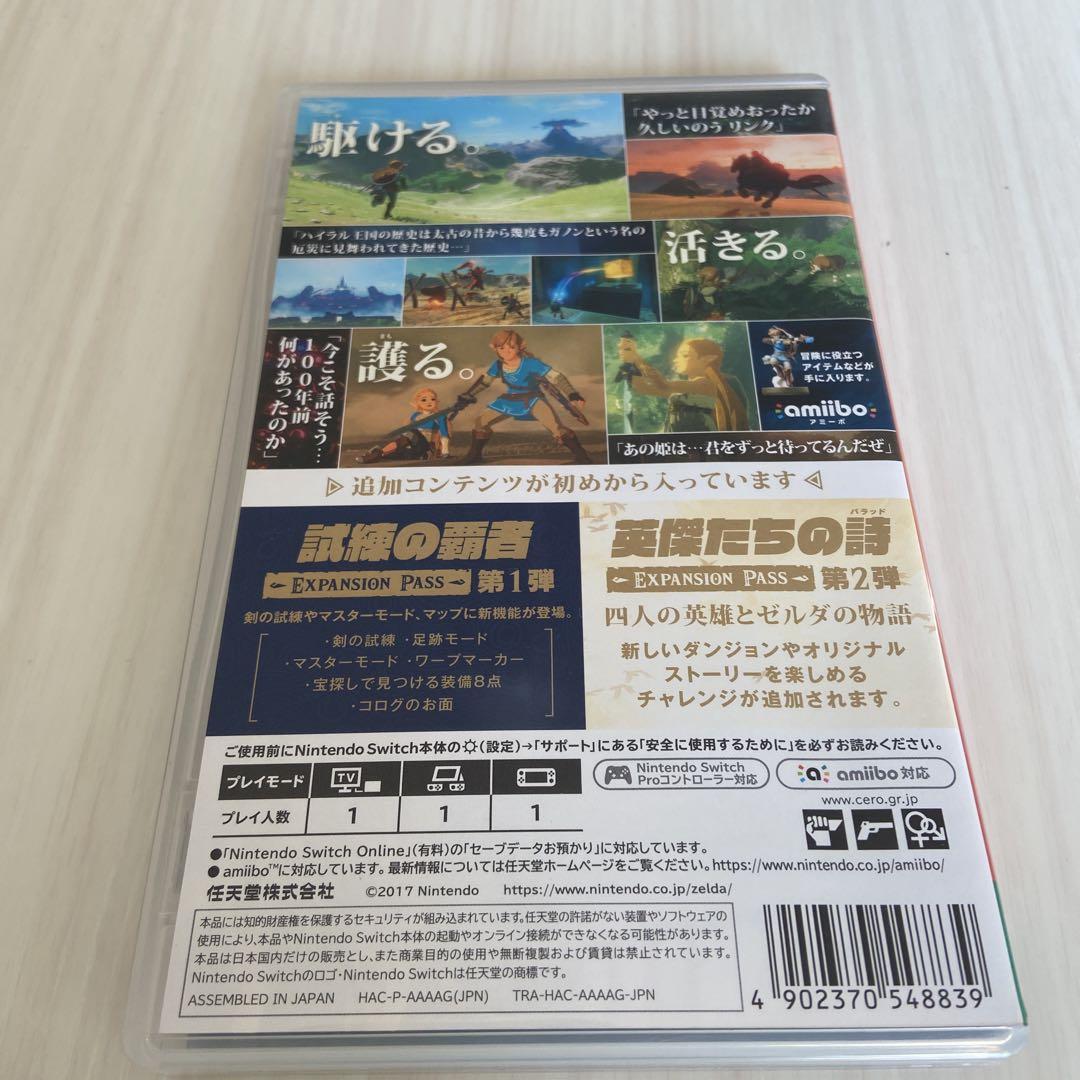 駆ける。
「やっと目覚めおったか
久しいのう リンク」
「ハイラル王国の歴史は太古の昔から幾度もガノンという名の
厄災に見舞われてきた歴史…」
活きる。
「今こそ話そう…
100年前
何があったのか」
まも
護る。
冒険に役立つ
アイテムなどが
手に入ります。
amiibo
アミーボ
「あの姫は…君をずっと待ってるんだぜ」
追加コンテンツが初めから入っています
試練の覇者
EXPANSION PASS 第1弾
剣の試練やマスターモード、マップに新機能が登場。
・剣の試練 ・足跡モード
・マスターモード ・ワープマーカー
・宝探しで見つける装備8点
・コログのお面
バラッド
英傑たちの詩
EXPANSION PASS 第2弾
四人の英雄とゼルダの物語
新しいダンジョンやオリジナル
ストーリーを楽しめる
チャレンジが追加されます。
ご使用前にNintendo Switch本体の(設定)→「サポート」にある「安全に使用するために」を必ずお読みください。
プレイモード TV
プレイ人数 1 1 1
Nintendo Switch
Proコントローラー対応
amiibo 対応
www.cero.gr.jp
●「Nintendo Switch Online」(有料)の「セーブデータお預かり」に対応しています。
●amiibo™に対応しています。最新情報については任天堂ホームページをご覧ください。https://www.nintendo.co.jp/amiibo/
任天堂株式会社 ©2017 Nintendo https://www.nintendo.co.jp/zelda/
本品には知的財産権を保護するセキュリティが組み込まれています。任天堂の許諾がない装置やソフトウェアの
使用により、本品やNintendo Switch本体の起動やオンライン接続ができなくなる可能性があります。
本品は日本国内だけの販売とし、また商業目的の使用や無断複製および賃貸は禁止されています。
Nintendo Switchのロゴ・Nintendo Switchは任天堂の商標です。
ASSEMBLED IN JAPAN HAC-P-AAAAG(JPN) TRA-HAC-AAAAG-JPN
4 902370 548839